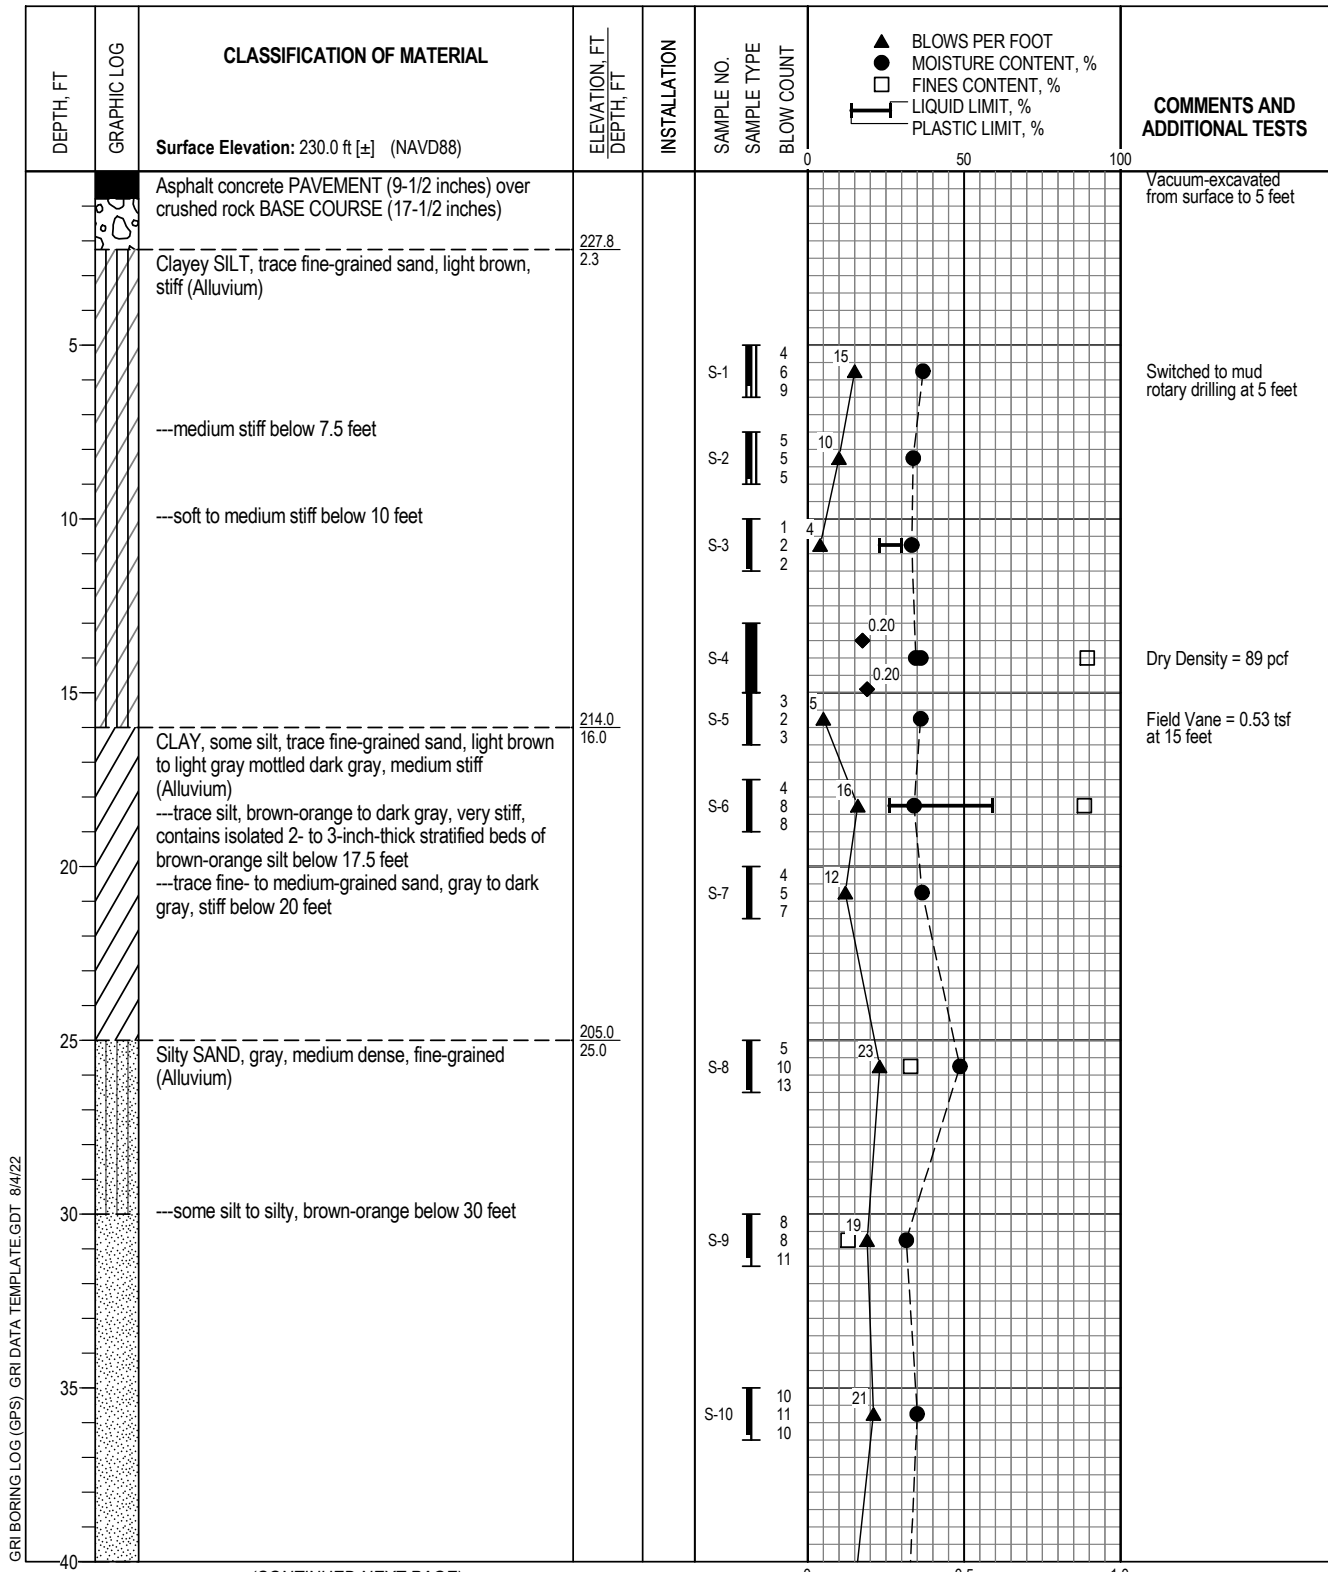 DEPTH, FT
GRAPHIC LOG
CLASSIFICATION OF MATERIAL
Surface Elevation: 230.0 ft [±] (NAVD88)
ELEVATION, FT
DEPTH, FT
INSTALLATION
SAMPLE NO.
SAMPLE TYPE
BLOW COUNT
BLOWS PER FOOT
MOISTURE CONTENT, %
FINES CONTENT, %
LIQUID LIMIT, %
PLASTIC LIMIT, %
0 50 100
COMMENTS AND
ADDITIONAL TESTS
Asphalt concrete PAVEMENT (9-1/2 inches) over
crushed rock BASE COURSE (17-1/2 inches)
Vacuum-excavated
from surface to 5 feet
227.8
2.3
Clayey SILT, trace fine-grained sand, light brown,
stiff (Alluvium)
5
S-1
4
6
9
15
Switched to mud
rotary drilling at 5 feet
---medium stiff below 7.5 feet
S-2
5
5
5
10
10
---soft to medium stiff below 10 feet
S-3
1
2
2
4
S-4
0.20
0.20
Dry Density = 89 pcf
15
S-5
3
2
3
5
Field Vane = 0.53 tsf
at 15 feet
214.0
16.0
CLAY, some silt, trace fine-grained sand, light brown
to light gray mottled dark gray, medium stiff
(Alluvium)
---trace silt, brown-orange to dark gray, very stiff,
contains isolated 2- to 3-inch-thick stratified beds of
brown-orange silt below 17.5 feet
S-6
4
8
8
16
20
---trace fine- to medium-grained sand, gray to dark
gray, stiff below 20 feet
S-7
4
5
7
12
25
205.0
25.0
Silty SAND, gray, medium dense, fine-grained
(Alluvium)
S-8
5
10
13
23
30
---some silt to silty, brown-orange below 30 feet
S-9
8
8
11
19
35
S-10
10
11
10
21
40
GRI BORING LOG (GPS) GRI DATA TEMPLATE.GDT 8/4/22
(CONTINUED NEXT PAGE)
0 0.5 1.0